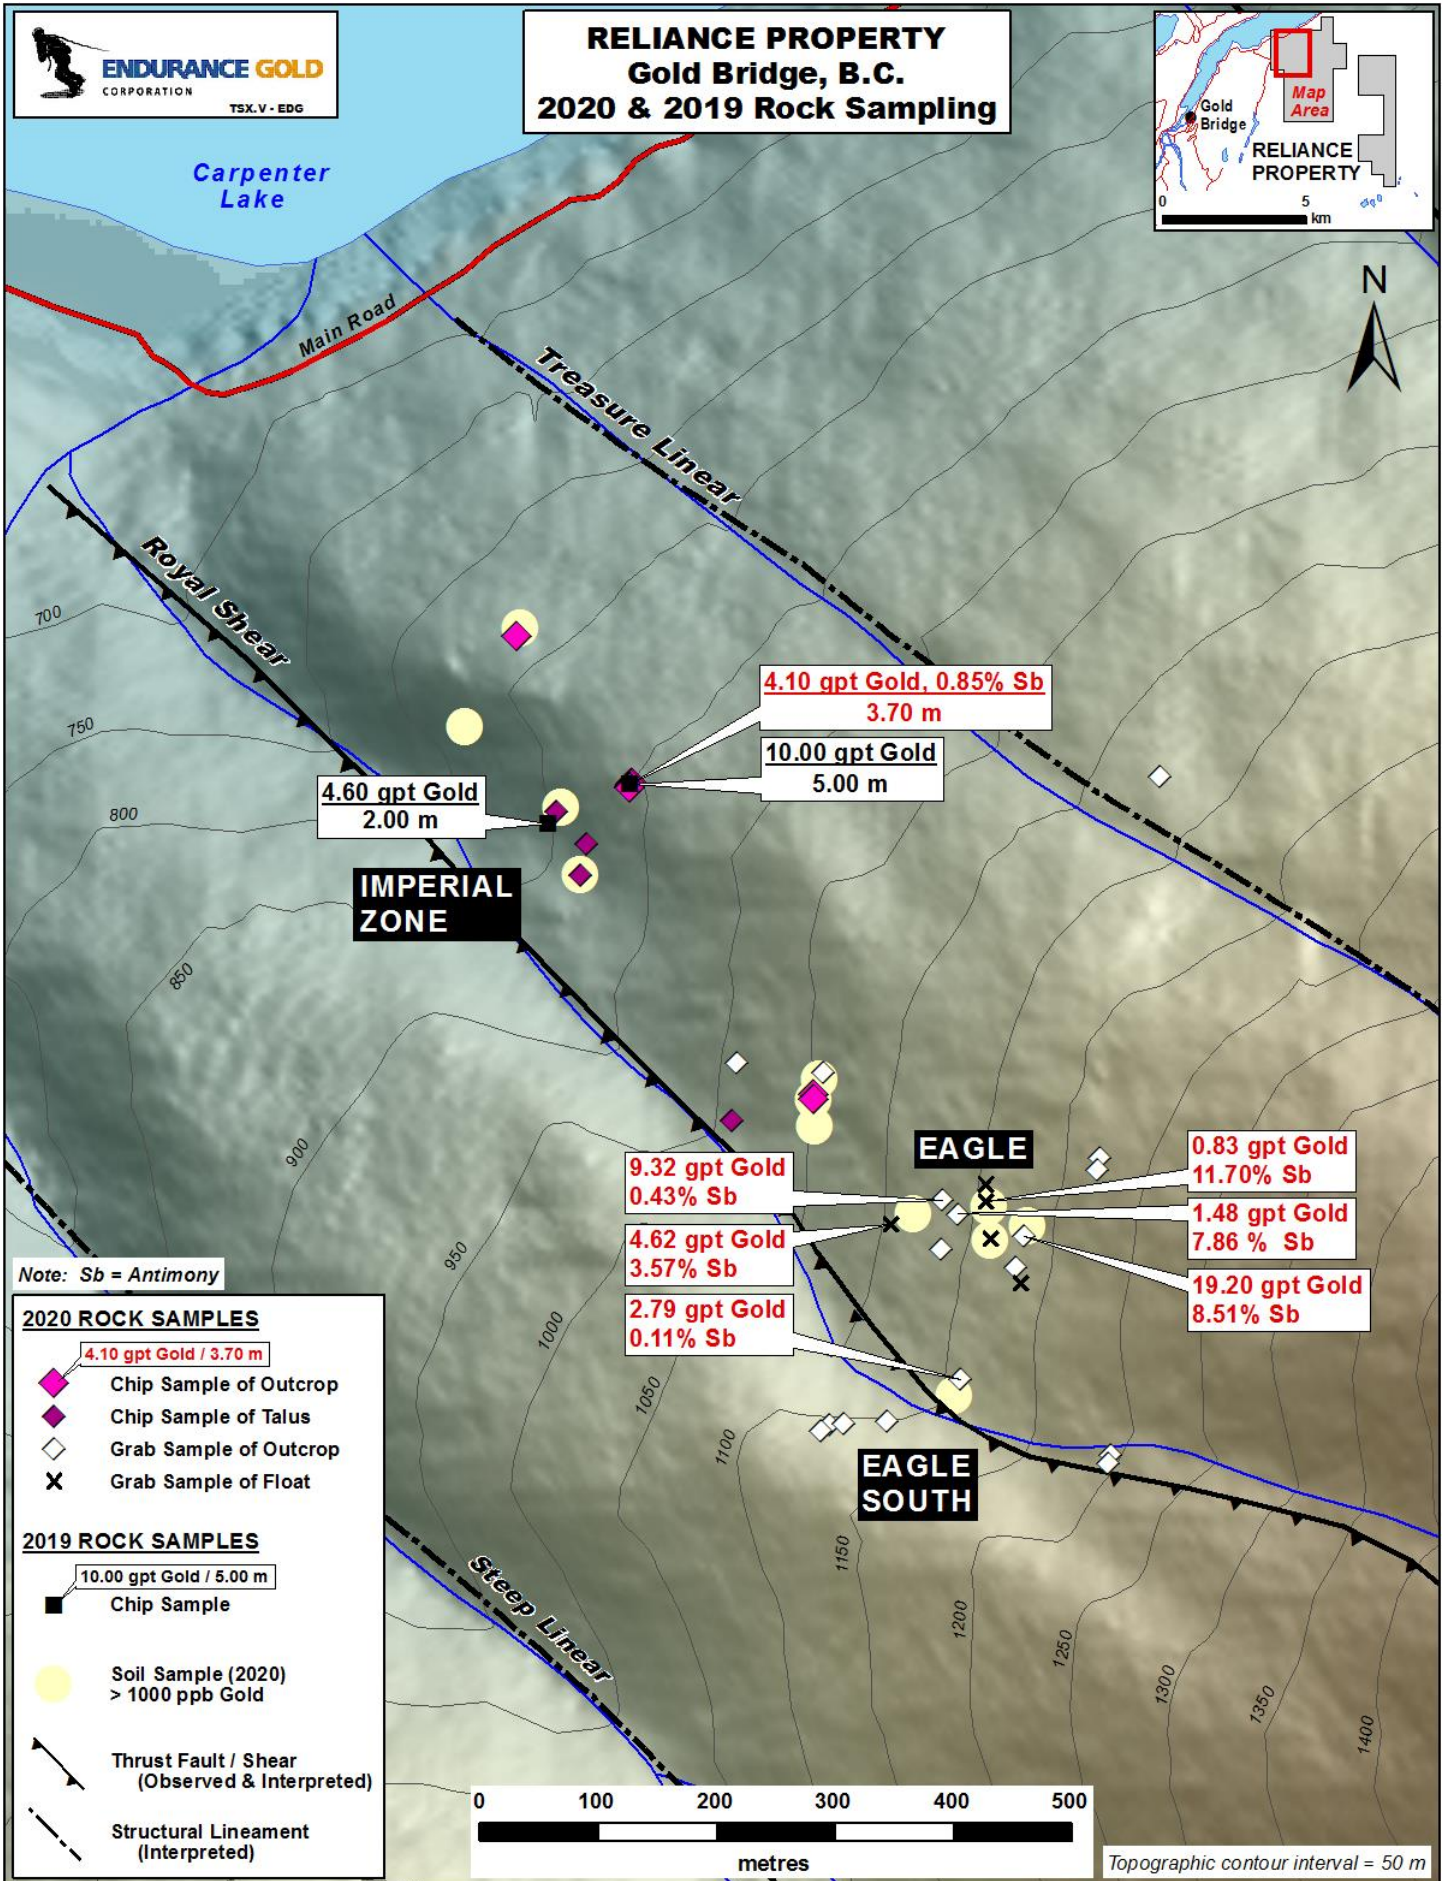 ENDURANCE GOLD
CORPORATION
TSX.V - EDG
RELIANCE PROPERTY
Gold Bridge, B.C.
2020 & 2019 Rock Sampling
Gold
Bridge
Map
Area
RELIANCE
PROPERTY
0 5
km
N
Carpenter
Lake
Main Road
Treasure Linear
Royal Shear
700
750
800
850
900
950
1000
1050
1100
1150
1200
1250
1300
1350
1400
4.10 gpt Gold, 0.85% Sb
3.70 m
10.00 gpt Gold
5.00 m
4.60 gpt Gold
2.00 m
IMPERIAL
ZONE
EAGLE
9.32 gpt Gold
0.43% Sb
4.62 gpt Gold
3.57% Sb
2.79 gpt Gold
0.11% Sb
0.83 gpt Gold
11.70% Sb
1.48 gpt Gold
7.86 % Sb
19.20 gpt Gold
8.51% Sb
EAGLE
SOUTH
Steep Linear
Note: Sb = Antimony
2020 ROCK SAMPLES
4.10 gpt Gold / 3.70 m
Chip Sample of Outcrop
Chip Sample of Talus
Grab Sample of Outcrop
Grab Sample of Float
2019 ROCK SAMPLES
10.00 gpt Gold / 5.00 m
Chip Sample
Soil Sample (2020)
> 1000 ppb Gold
Thrust Fault / Shear
(Observed & Interpreted)
Structural Lineament
(Interpreted)
0 100 200 300 400 500
metres
Topographic contour interval = 50 m